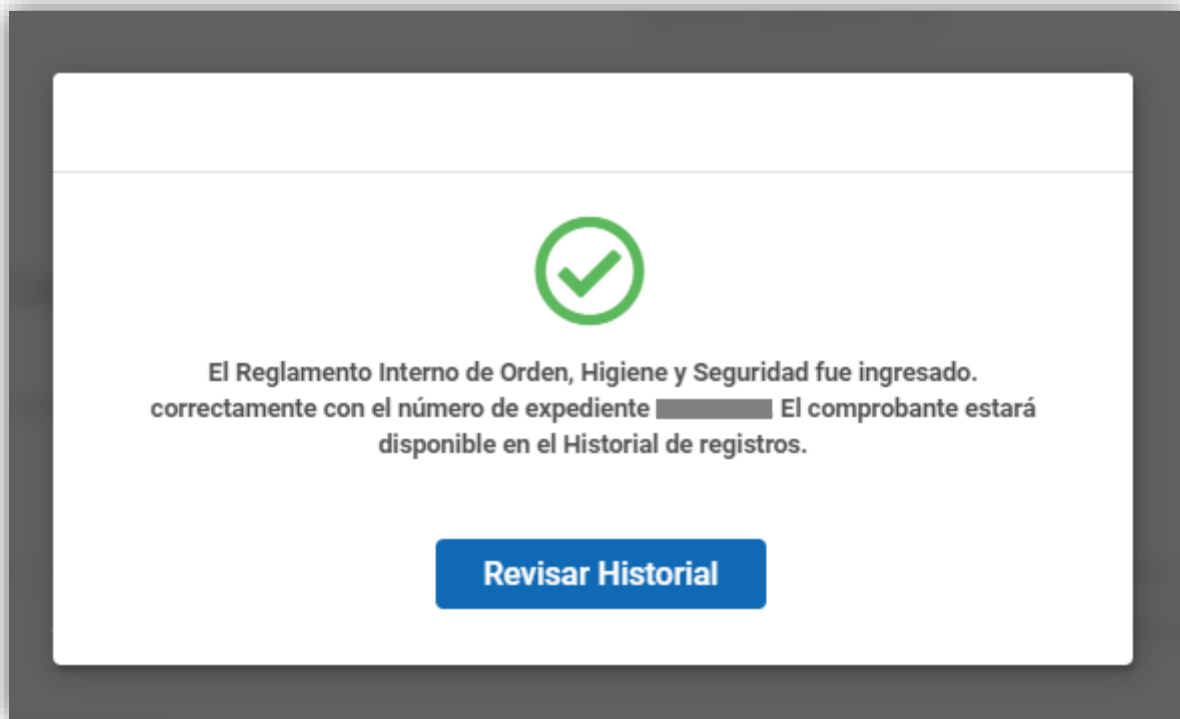 El Reglamento Interno de Orden, Higiene y Seguridad fue ingresado.
correctamente con el número de expediente El comprobante estará
disponible en el Historial de registros.
Revisar Historial